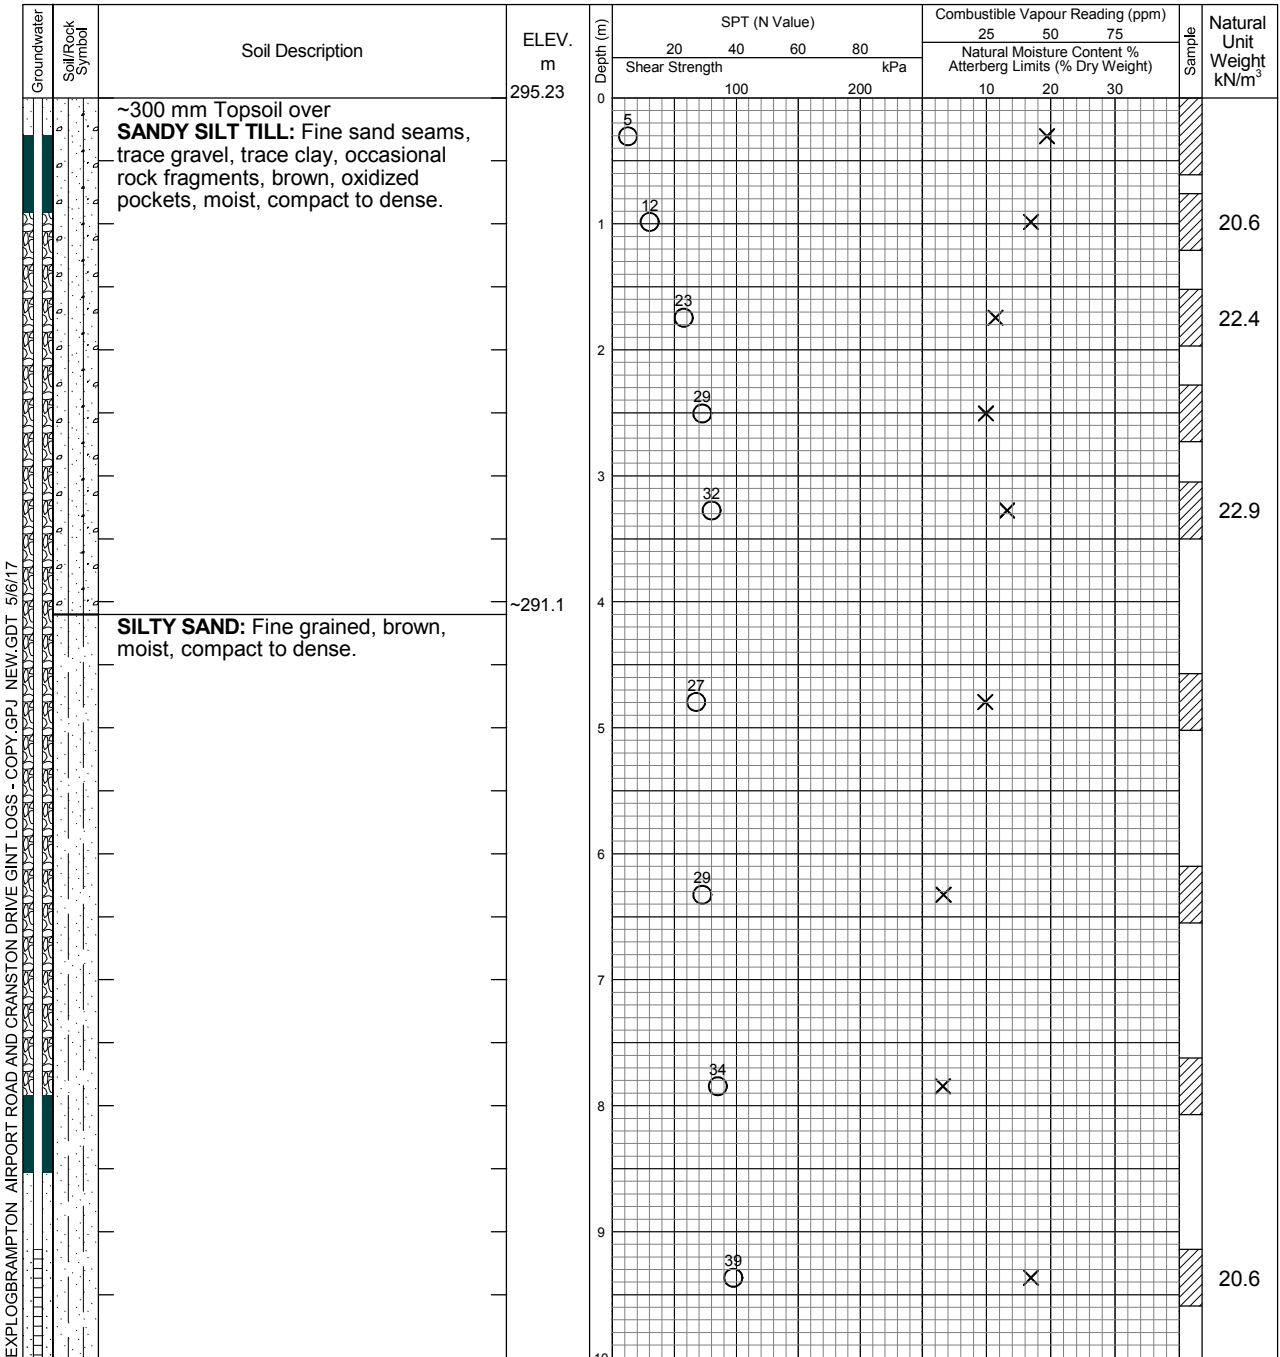 Groundwater
Soil/Rock
Symbol
Soil Description
ELEV.
m
295.23
Depth (m)
SPT (N Value)
20 40 60 80
Shear Strength kPa
100 200
Combustible Vapour Reading (ppm)
25 50 75
Natural Moisture Content %
Atterberg Limits (% Dry Weight)
10 20 30
Sample
Natural
Unit
Weight
kN/m³
0
~300 mm Topsoil over
SANDY SILT TILL: Fine sand seams,
trace gravel, trace clay, occasional
rock fragments, brown, oxidized
pockets, moist, compact to dense.
5
12
1
20.6
23
22.4
2
29
3
32
22.9
4
~291.1
SILTY SAND: Fine grained, brown,
moist, compact to dense.
27
5
6
29
7
34
8
9
39
20.6
10
EXPLOGBRAMPTON AIRPORT ROAD AND CRANSTON DRIVE GINT LOGS - COPY.GPJ NEW.GDT 5/6/17